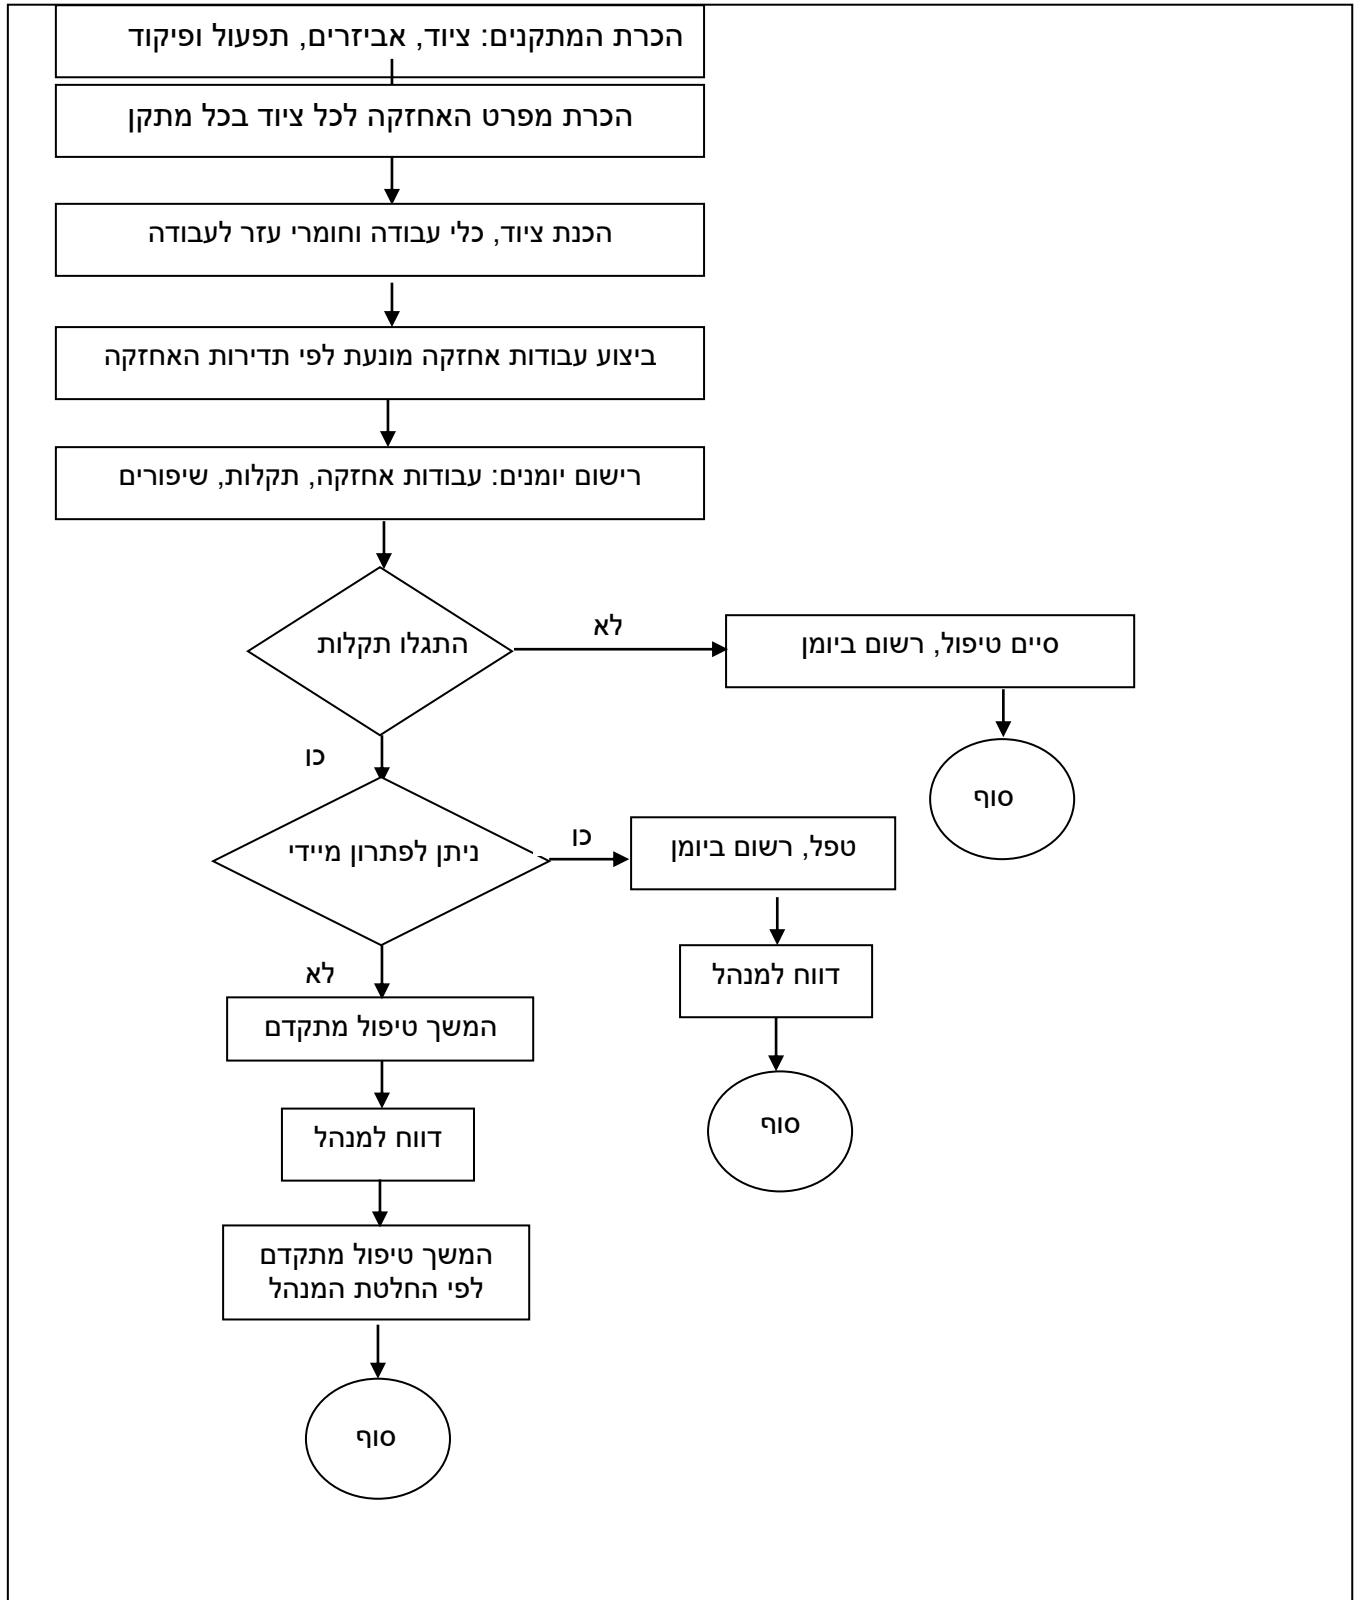 הכרת המתקנים: ציוד, אביזרים, תפעול ופיקוד
הכרת מפרט האחזקה לכל ציוד בכל מתקן
הכנת ציוד, כלי עבודה וחומרי עזר לעבודה
ביצוע עבודות אחזקה מונעת לפי תדירות האחזקה
רישום יומנים: עבודות אחזקה, תקלות, שיפורים
התגלו תקלות
לא
סיים טיפול, רשום ביומן
סוף
כן
ניתן לפתרון מיידי
כן
טפל, רשום ביומן
דווח למנהל
סוף
לא
המשך טיפול מתקדם
דווח למנהל
המשך טיפול מתקדם
לפי החלטת המנהל
סוף